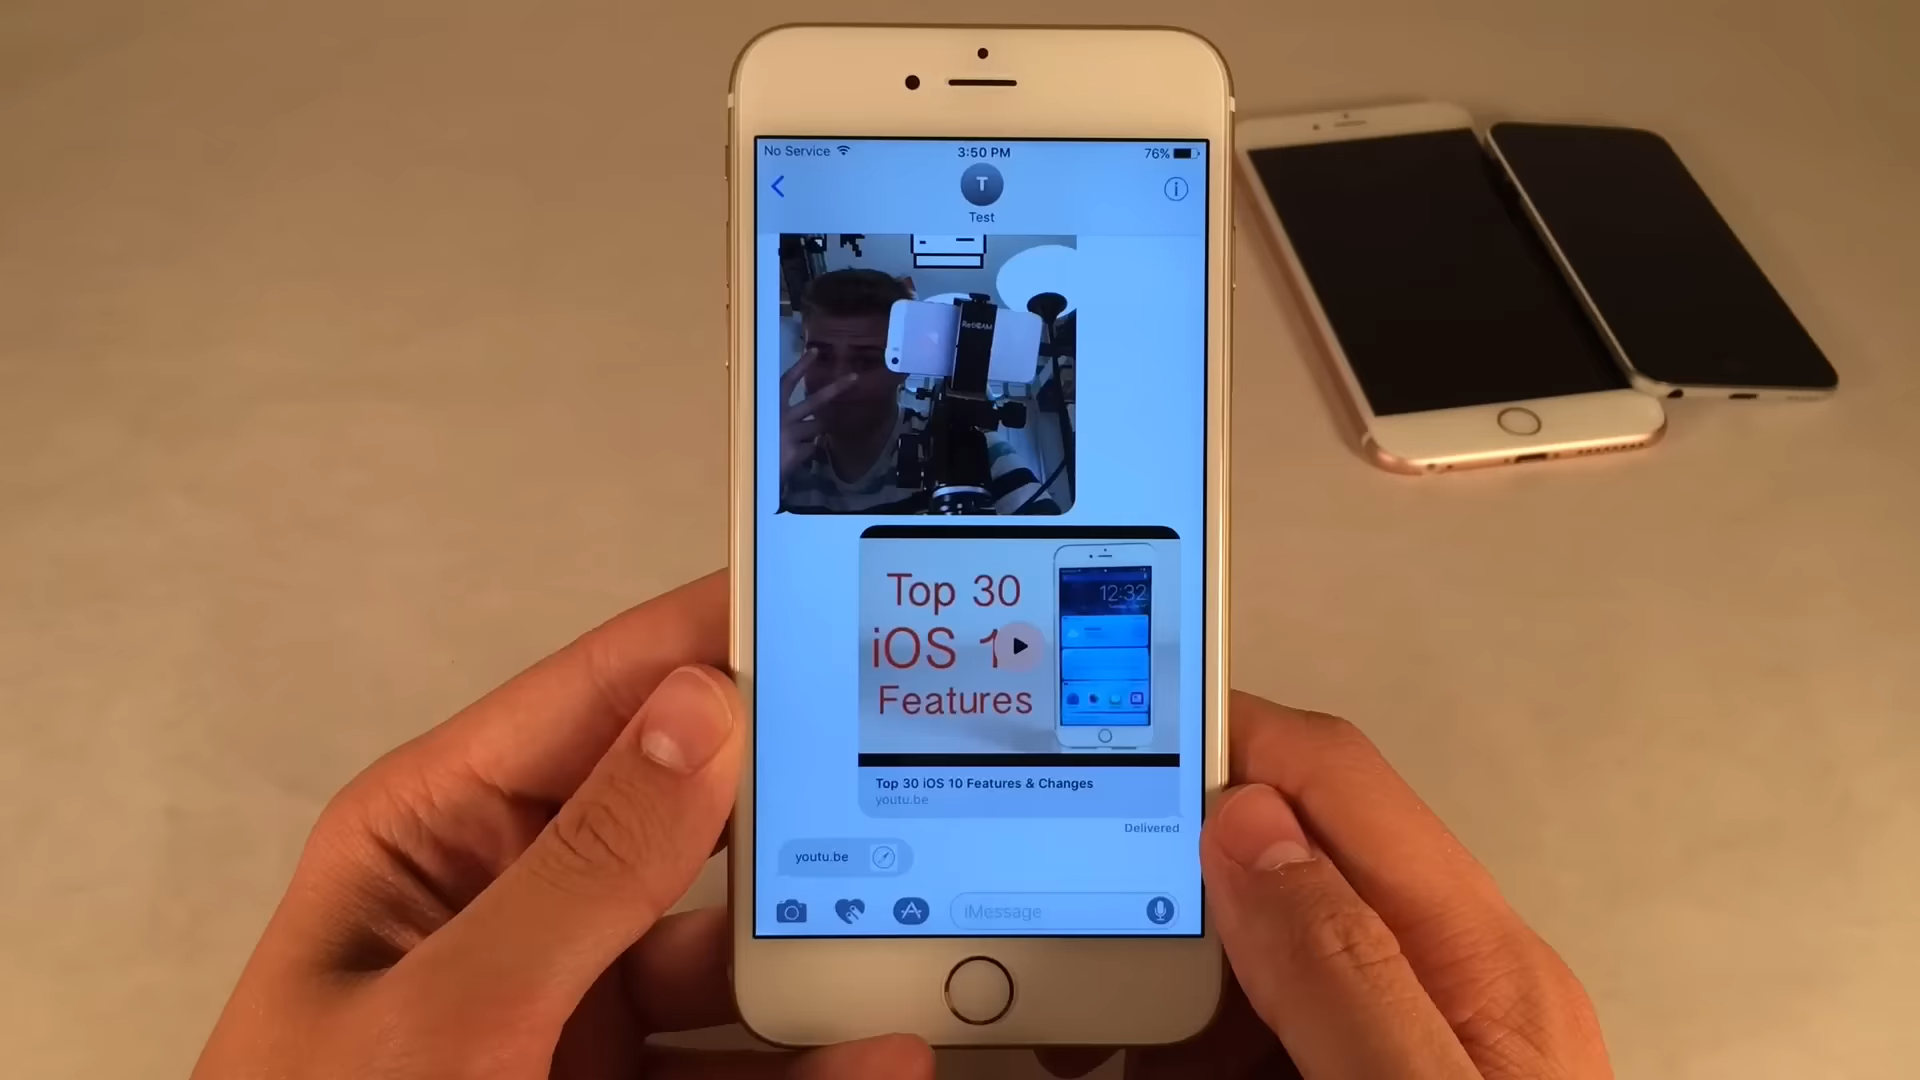 No Service
3:50 PM
76%
T
Test
RetiCAM
Top 30
iOS 1
Features
12:32
Top 30 iOS 10 Features & Changes
youtu.be
Delivered
youtu.be
iMessage